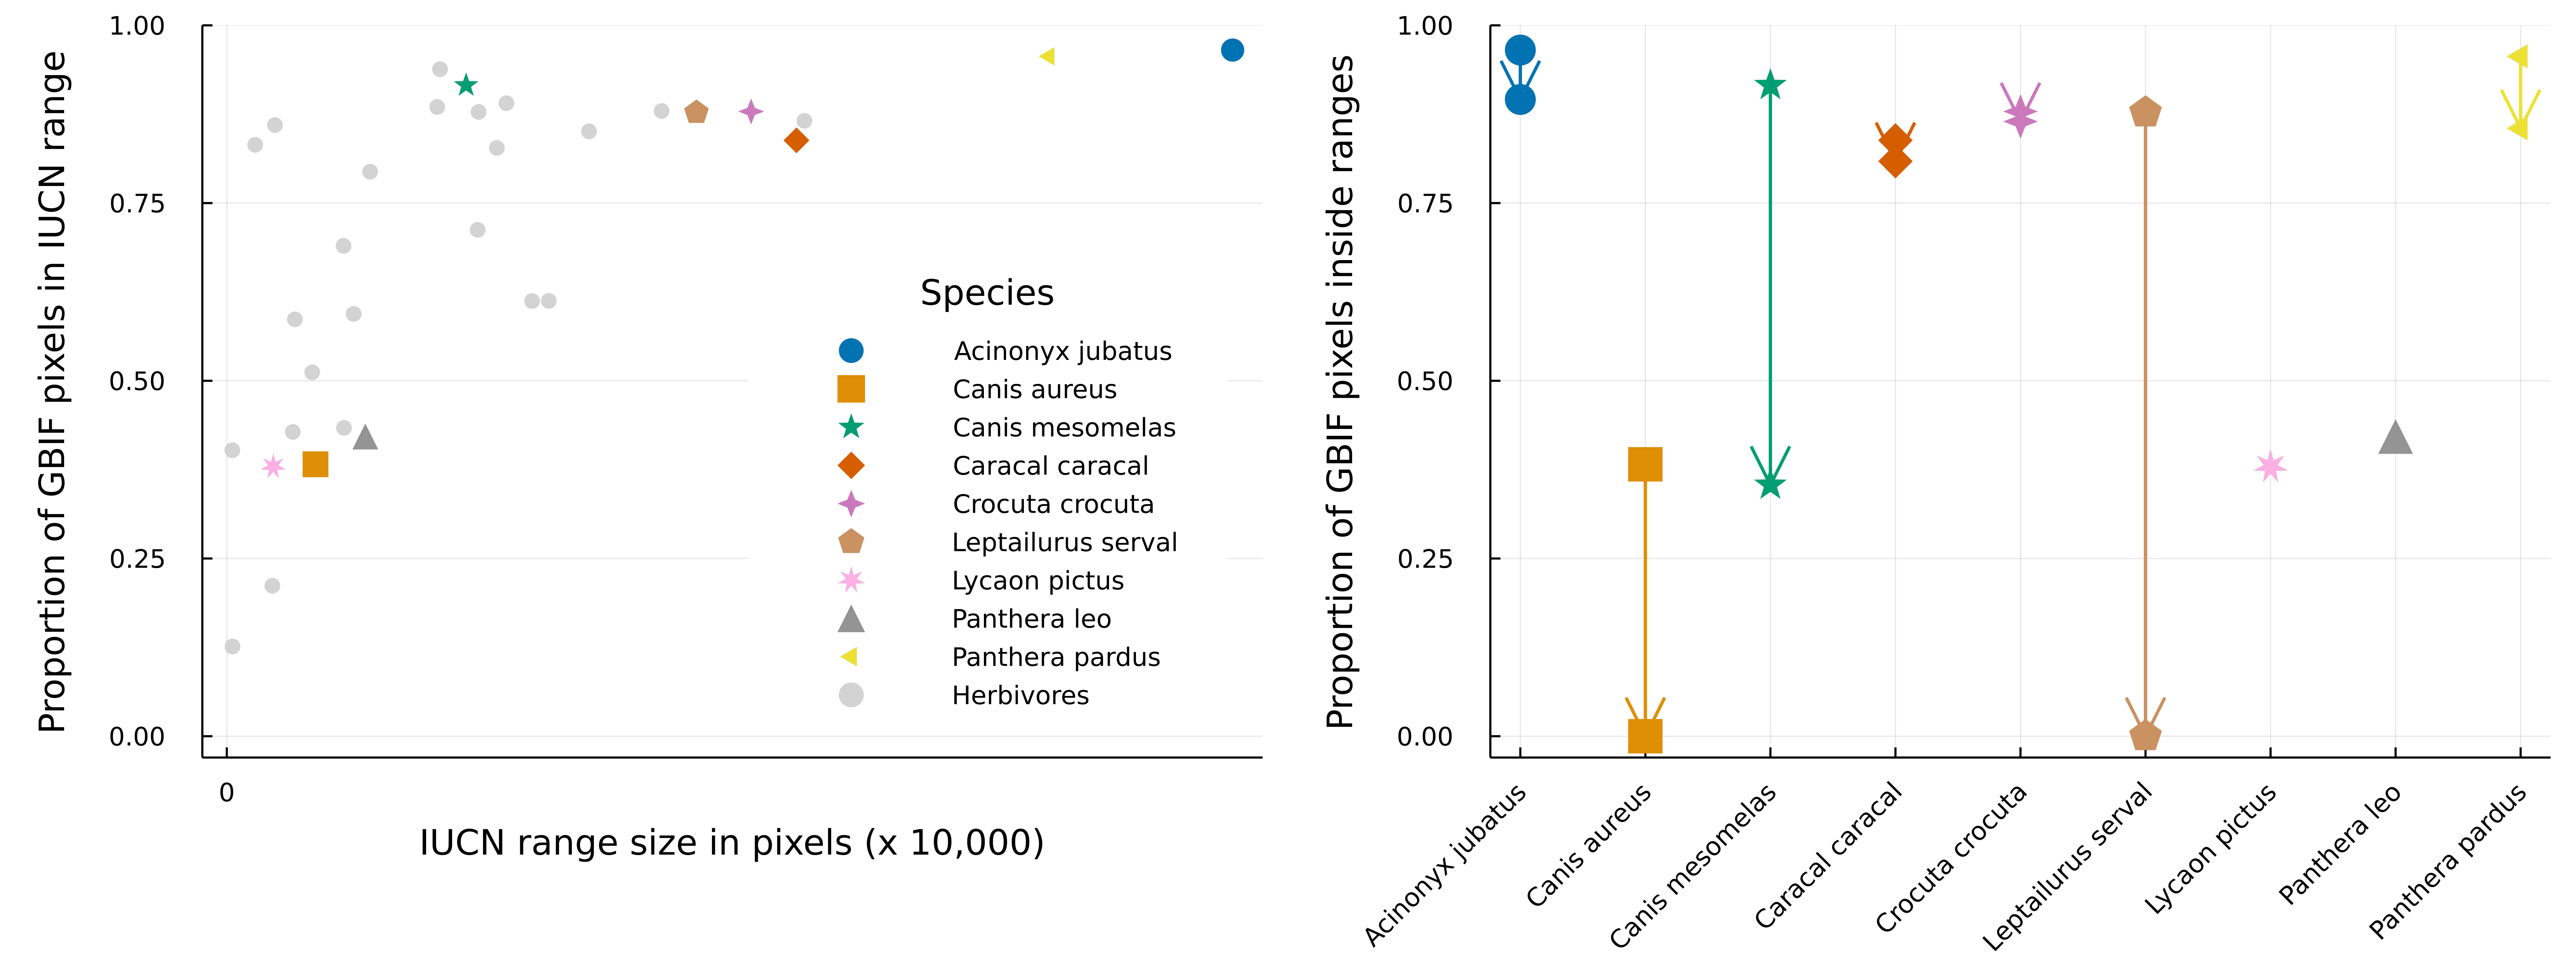 Proportion of GBIF pixels in IUCN range
1.00
0.75
0.50
0.25
0.00
0
IUCN range size in pixels (x 10,000)
Species
Acinonyx jubatus
Canis aureus
Canis mesomelas
Caracal caracal
Crocuta crocuta
Leptailurus serval
Lycaon pictus
Panthera leo
Panthera pardus
Herbivores
Proportion of GBIF pixels inside ranges
1.00
0.75
0.50
0.25
0.00
Acinonyx jubatus
Canis aureus
Canis mesomelas
Caracal caracal
Crocuta crocuta
Leptailurus serval
Lycaon pictus
Panthera leo
Panthera pardus